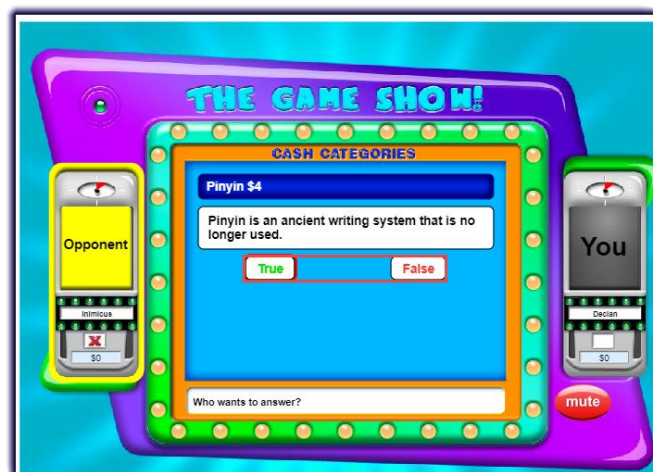 THE GAME SHOW!
CASH CATEGORIES
Pinyin $4
Pinyin is an ancient writing system that is no
longer used.
True
False
Opponent
Inimicus
X
$0
You
Declan
$0
Who wants to answer?
mute